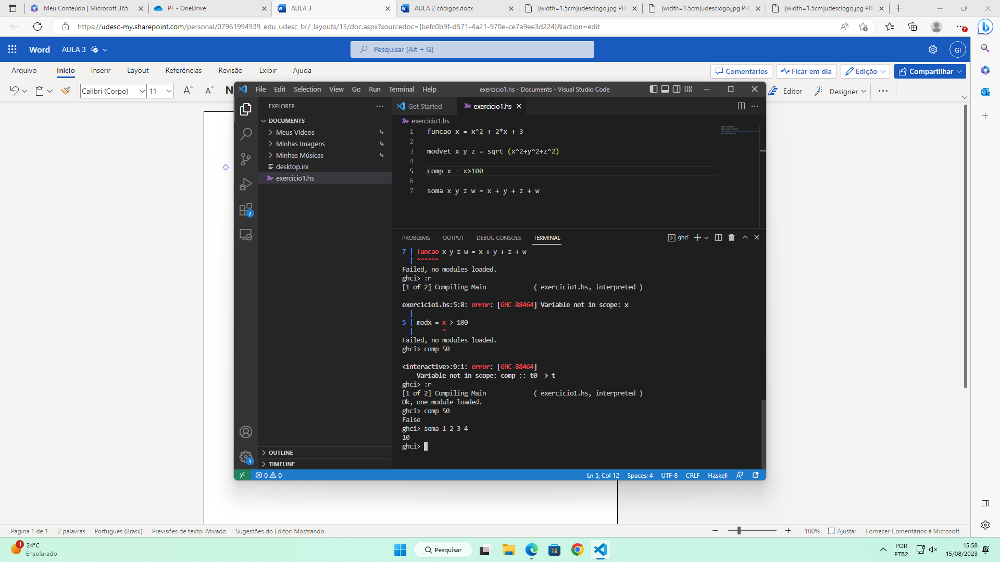 Meu Conteúdo | Microsoft 365
PF - OneDrive
AULA 3
AULA 2 códigos.docx
[width=1.5cm]udesclogo.jpg PRO
[width=1.5cm]udesclogo.jpg PRO
[width=1.5cm]udesclogo.jpg PRO
https://udesc-my.sharepoint.com/personal/07961994939_edu_udesc_br/_layouts/15/doc.aspx?sourcedoc={befc0b9f-d571-4a21-970e-ce7a9ee3d224}&action=edit
1
Word
AULA 3
Pesquisar (Alt + G)
GI
Arquivo
Início
Inserir
Layout
Referências
Revisão
Exibir
Ajuda
Comentários
Ficar em dia
Edição
Compartilhar
Calibri (Corpo)
11
A
A
N
Editor
Designer
File Edit Selection View Go Run Terminal Help
exercicio1.hs - Documents - Visual Studio Code
EXPLORER
DOCUMENTS
Meus Vídeos
Minhas Imagens
Minhas Músicas
desktop.ini
exercicio1.hs
2
OUTLINE
TIMELINE
1
Get Started
exercicio1.hs
exercicio1.hs
1 funcao x = x^2 + 2*x + 3
2
3 modvet x y z = sqrt (x^2+y^2+z^2)
4
5 comp x = x>100
6
7 soma x y z w = x + y + z + w
PROBLEMS OUTPUT DEBUG CONSOLE TERMINAL
ghci
7 | funcao x y z w = x + y + z + w
| ^^^^^^
Failed, no modules loaded.
ghci> :r
[1 of 2] Compiling Main ( exercicio1.hs, interpreted )
exercicio1.hs:5:8: error: [GHC-88464] Variable not in scope: x
|
5 | modx = x > 100
| ^
Failed, no modules loaded.
ghci> comp 50
<interactive>:9:1: error: [GHC-88464]
Variable not in scope: comp :: t0 -> t
ghci> :r
[1 of 2] Compiling Main ( exercicio1.hs, interpreted )
Ok, one module loaded.
ghci> comp 50
False
ghci> soma 1 2 3 4
10
ghci>
0 0
Ln 5, Col 12
Spaces: 4
UTF-8
CRLF
Haskell
Página 1 de 1
2 palavras
Português (Brasil)
Previsões de texto: Ativado
Sugestões do Editor: Mostrando
100%
Ajustar
Fornecer Comentários à Microsoft
1
24°C
Ensolarado
Pesquisar
POR
PTB2
15:58
15/08/2023